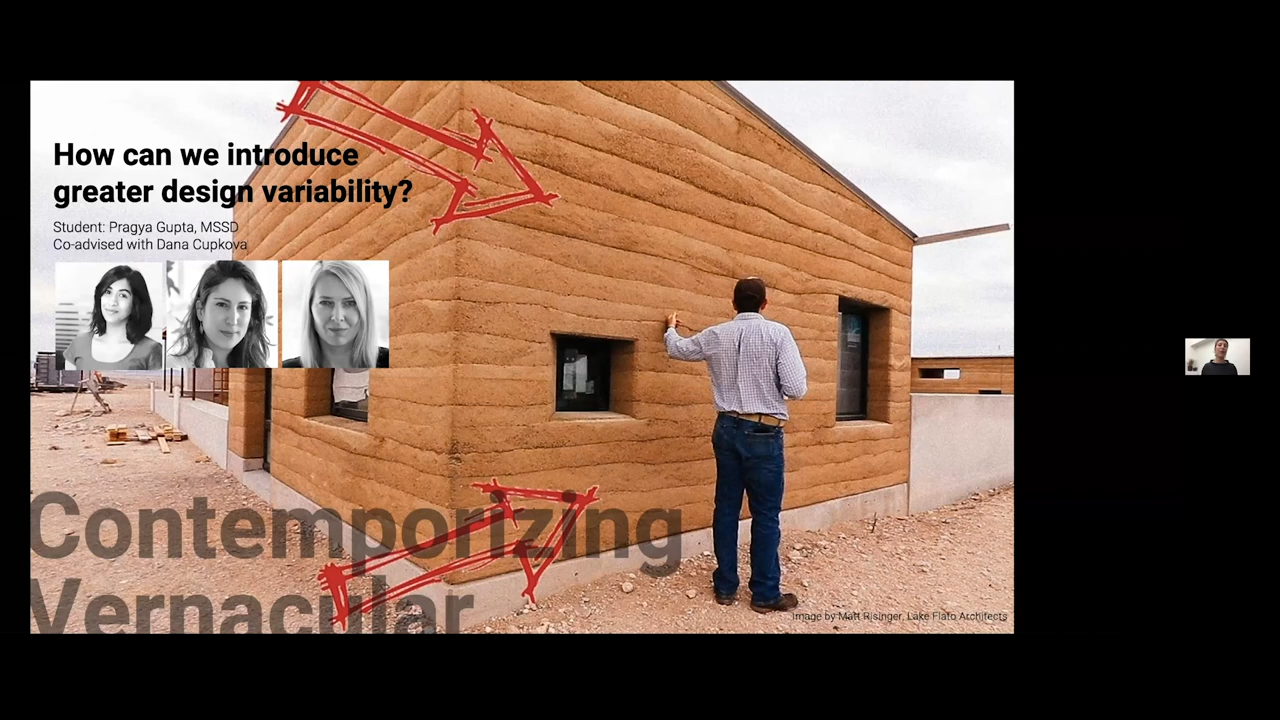 How can we introduce
greater design variability?
Student: Pragya Gupta, MSSD
Co-advised with Dana Cupkova
Contemporizing
Vernacular
Image by Matt Risinger, Lake Flato Architects